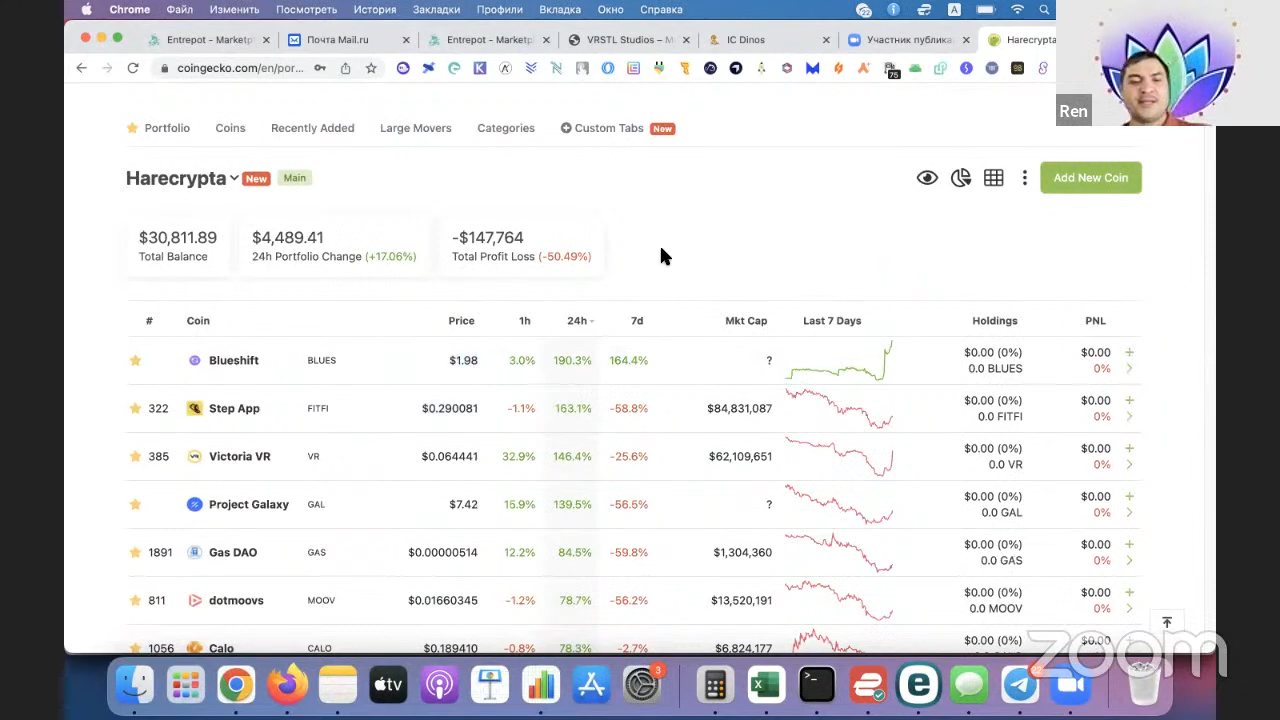 Chrome Файл Изменить Посмотреть История Закладки Профили Вкладка Окно Справка
Entrepot - Marketpl Почта Mail.ru Entrepot - Marketpl VRSTL Studios – М IC Dinos Участник публика Harecrypta
coingecko.com/en/por...
75
Ren
Portfolio Coins Recently Added Large Movers Categories Custom Tabs New
Harecrypta New Main Add New Coin
$30,811.89 $4,489.41 -$147,764
Total Balance 24h Portfolio Change (+17.06%) Total Profit Loss (-50.49%)
# Coin Price 1h 24h 7d Mkt Cap Last 7 Days Holdings PNL
Blueshift BLUES $1.98 3.0% 190.3% 164.4% ? $0.00 (0%) $0.00 +
0.0 BLUES 0%
322 Step App FITFI $0.290081 -1.1% 163.1% -58.8% $84,831,087 $0.00 (0%) $0.00 +
0.0 FITFI 0%
385 Victoria VR VR $0.064441 32.9% 146.4% -25.6% $62,109,651 $0.00 (0%) $0.00 +
0.0 VR 0%
Project Galaxy GAL $7.42 15.9% 139.5% -56.5% ? $0.00 (0%) $0.00 +
0.0 GAL 0%
1891 Gas DAO GAS $0.00000514 12.2% 84.5% -59.8% $1,304,360 $0.00 (0%) $0.00 +
0.0 GAS 0%
811 dotmoovs MOOV $0.01660345 -1.2% 78.7% -56.2% $13,520,191 $0.00 (0%) $0.00 +
0.0 MOOV 0%
1056 Calo CALO $0.189410 -0.8% 78.3% -2.7% $6,824,177 $0.00 (0%) $0.00
zoom
tv
3